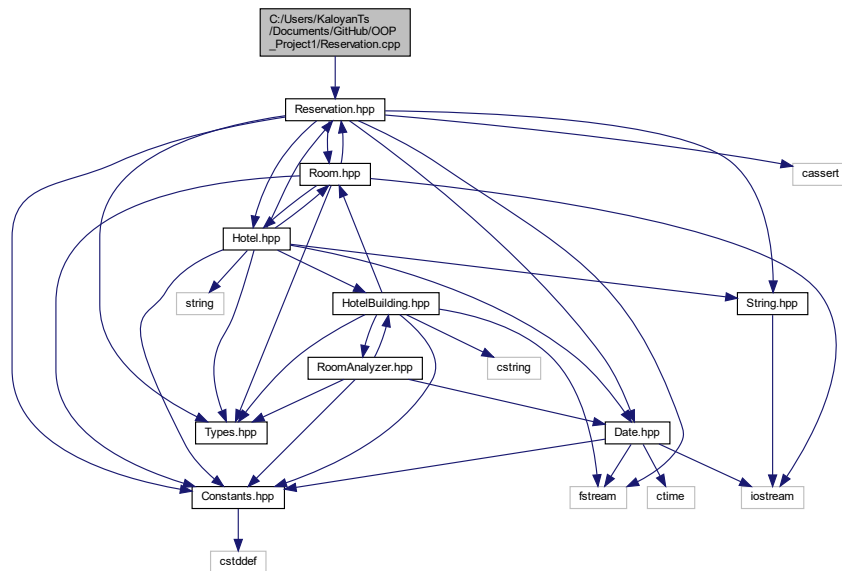 C:/Users/KaloyanTs
/Documents/GitHub/OOP
_Project1/Reservation.cpp
Reservation.hpp
Room.hpp
cassert
Hotel.hpp
string
HotelBuilding.hpp
String.hpp
RoomAnalyzer.hpp
cstring
Types.hpp
Date.hpp
Constants.hpp
fstream
ctime
iostream
cstddef